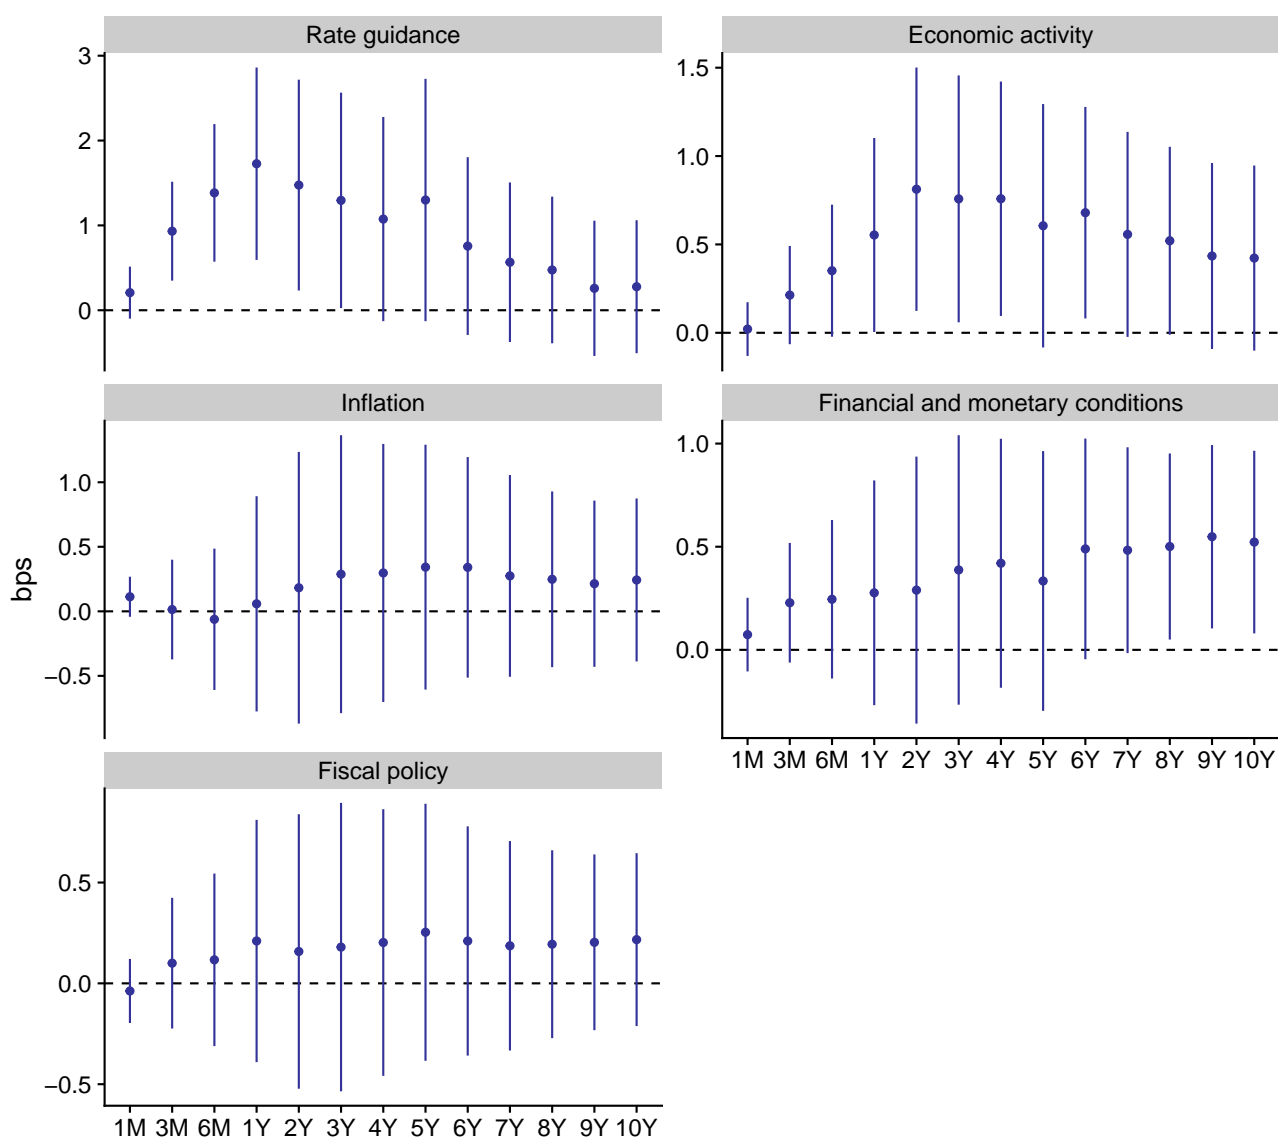 Rate guidance
3
2
1
0
Economic activity
1.5
1.0
0.5
0.0
Inflation
1.0
0.5
0.0
−0.5
bps
Financial and monetary conditions
1.0
0.5
0.0
1M 3M 6M 1Y 2Y 3Y 4Y 5Y 6Y 7Y 8Y 9Y 10Y
Fiscal policy
0.5
0.0
−0.5
1M 3M 6M 1Y 2Y 3Y 4Y 5Y 6Y 7Y 8Y 9Y 10Y